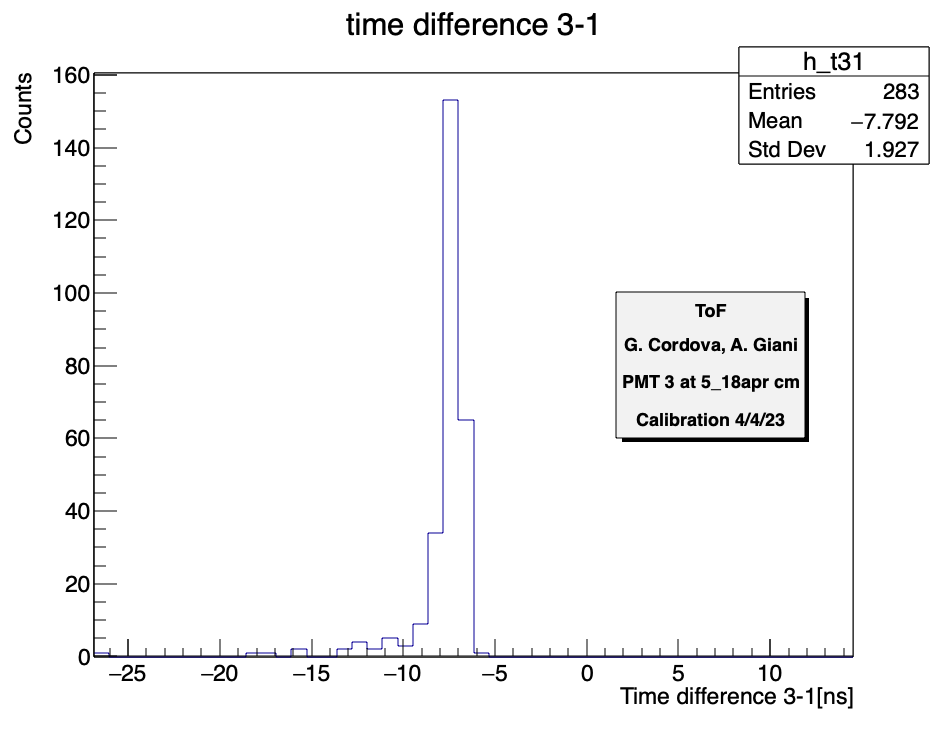 time difference 3-1
h_t31
Entries 283
Mean −7.792
Std Dev 1.927
Counts
160
140
120
100
80
60
40
20
0
ToF
G. Cordova, A. Giani
PMT 3 at 5_18apr cm
Calibration 4/4/23
−25 −20 −15 −10 −5 0 5 10
Time difference 3-1[ns]